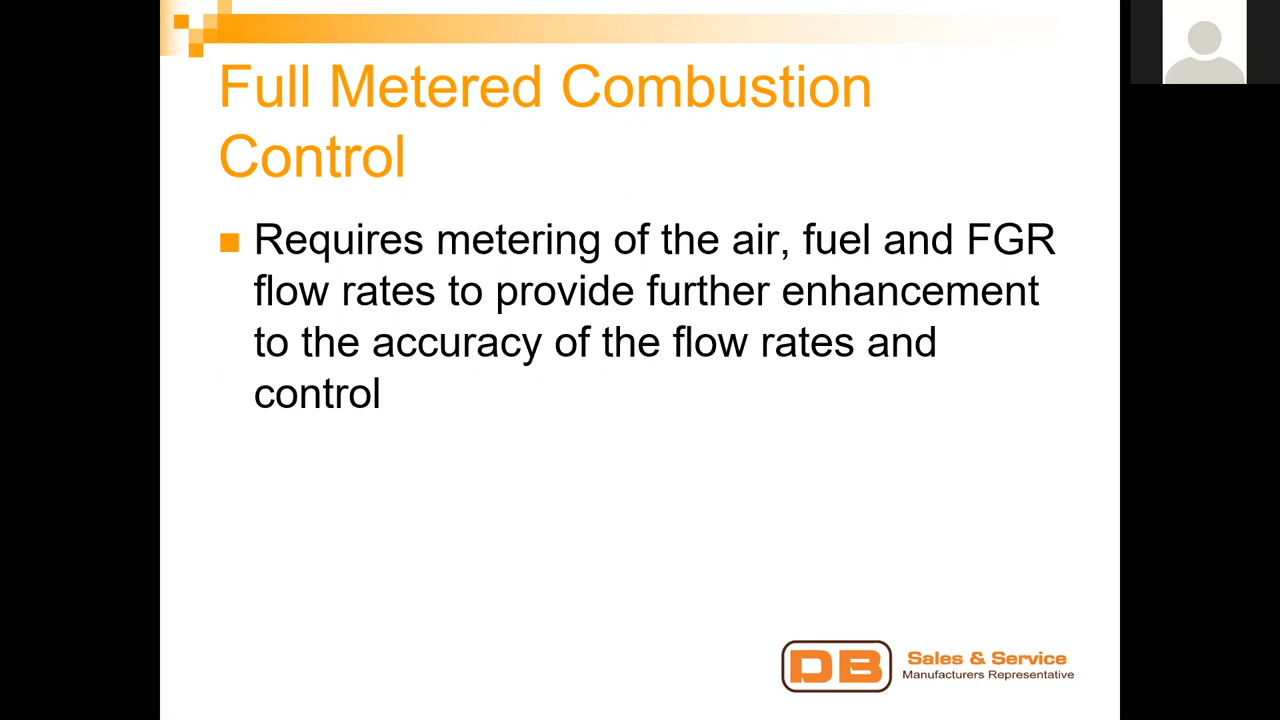 Full Metered Combustion
Control
Requires metering of the air, fuel and FGR
flow rates to provide further enhancement
to the accuracy of the flow rates and
control
DB
Sales & Service
Manufacturers Representative